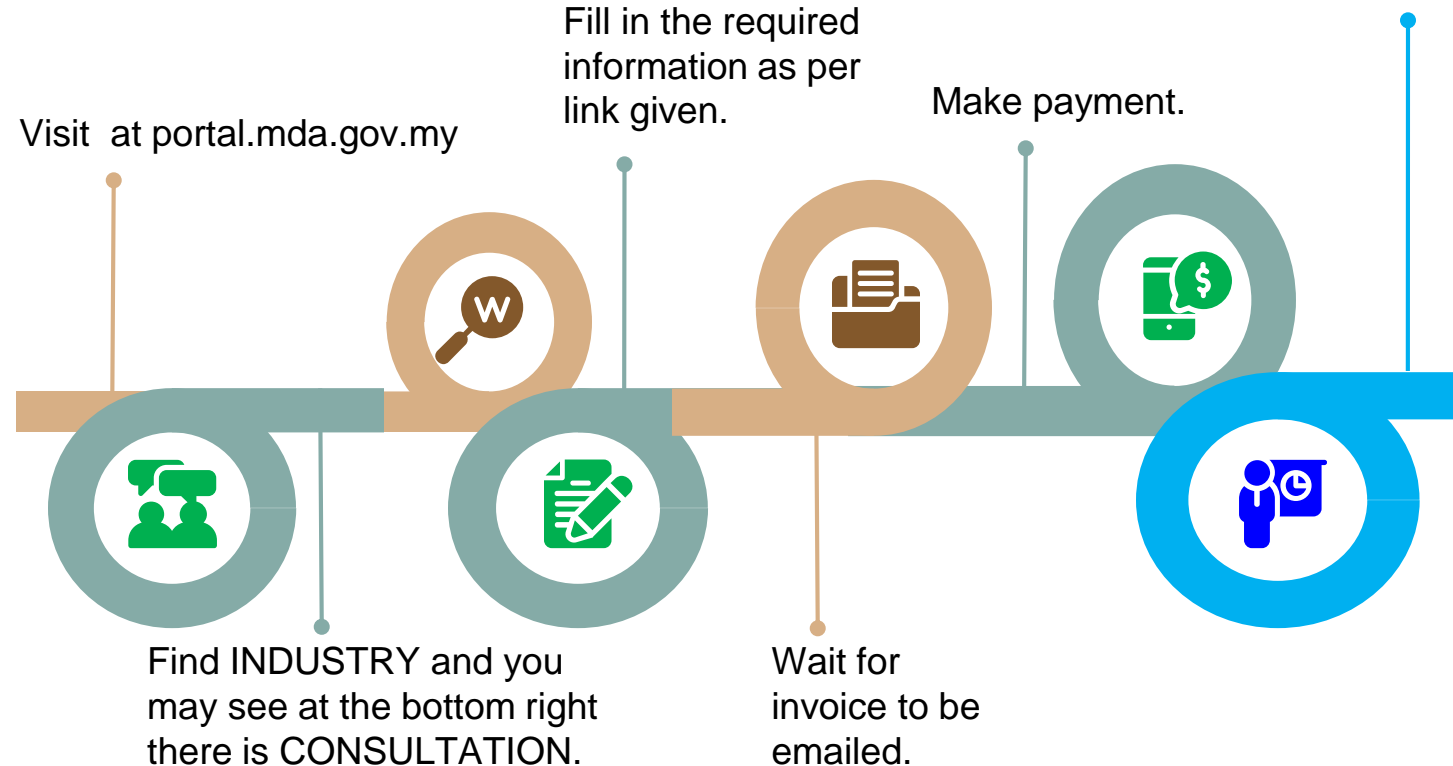 Visit at portal.mda.gov.my
Find INDUSTRY and you
may see at the bottom right
there is CONSULTATION.
Fill in the required
information as per
link given.
Wait for
invoice to be
emailed.
Make payment.
W
$